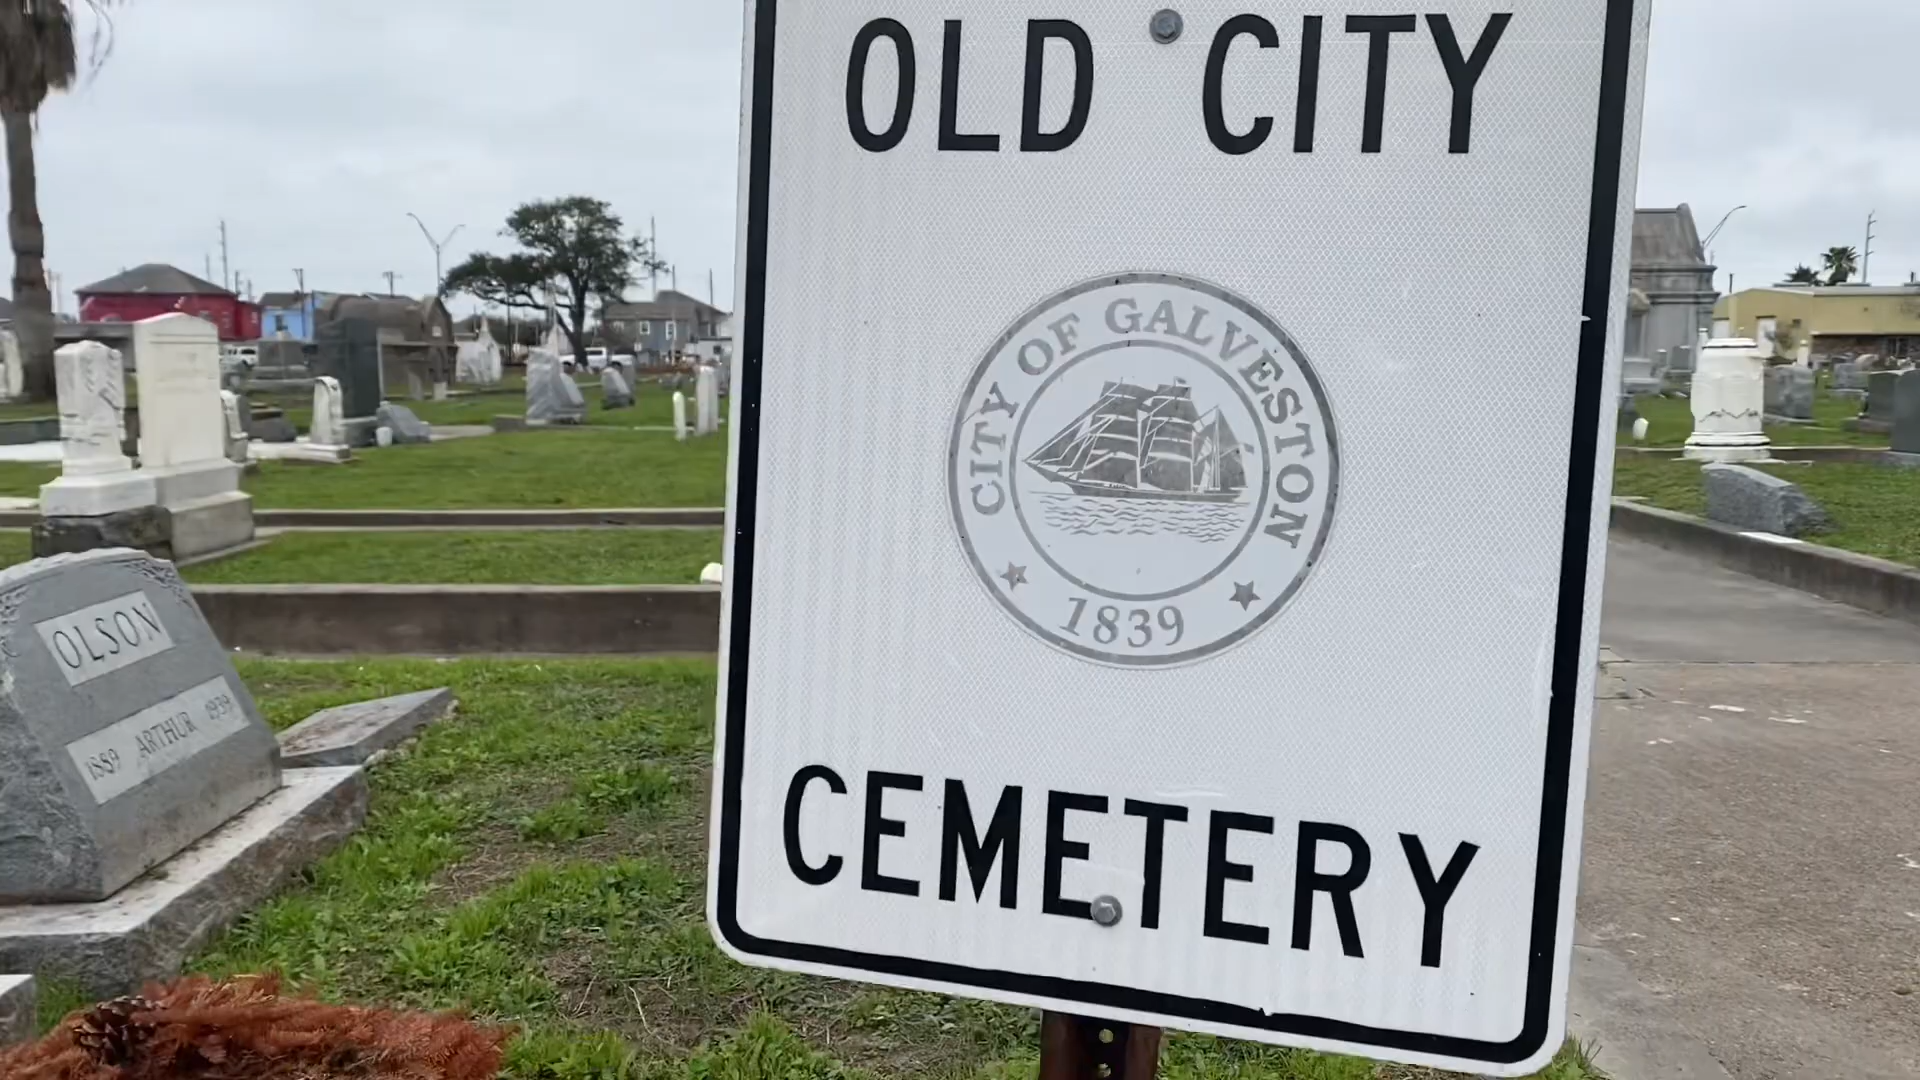 OLD CITY
CITY OF GALVESTON
1839
CEMETERY
OLSON
1889 ARTHUR 1939